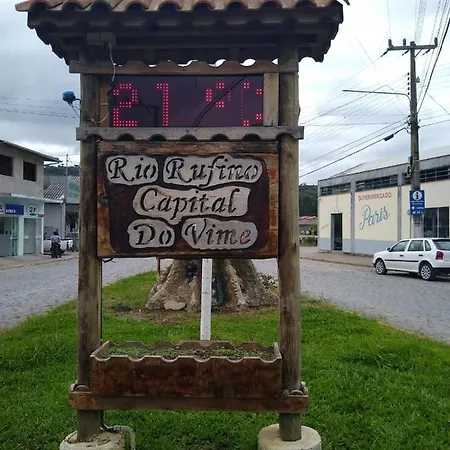 21 °C
Rio Rufino
Capital
Do Vime
SUPERMERCADO
Paris